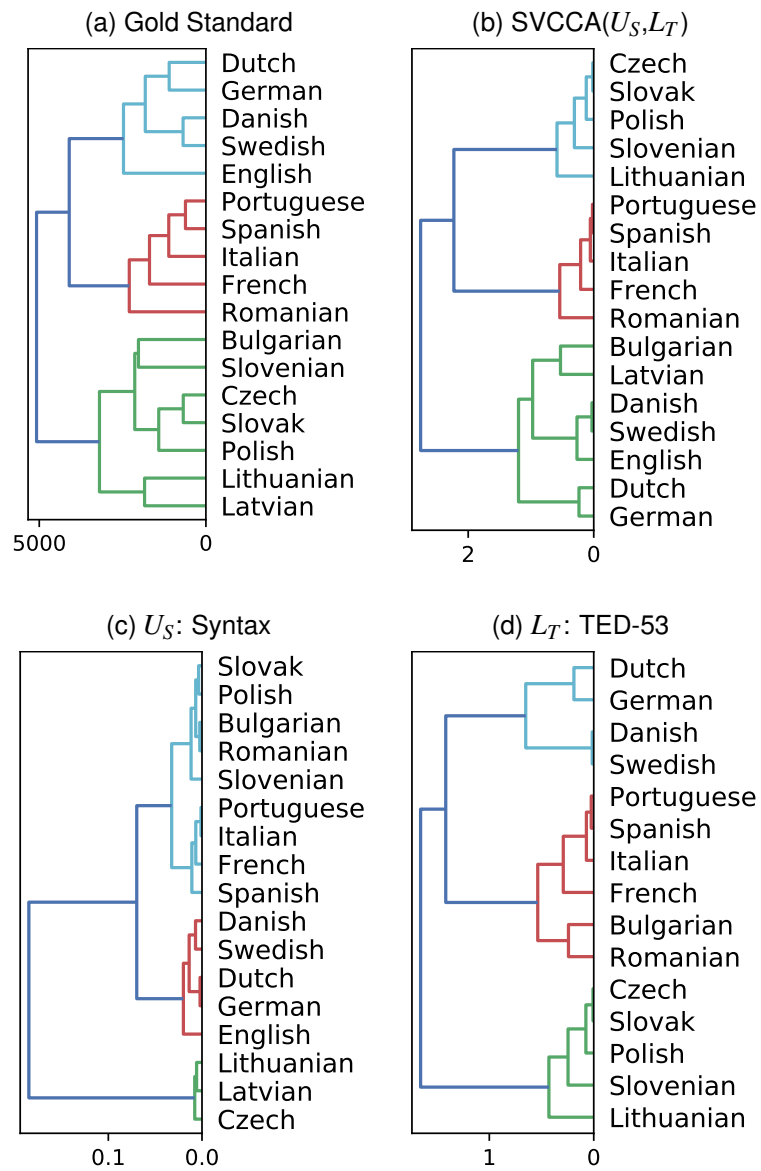 (a) Gold Standard
Dutch
German
Danish
Swedish
English
Portuguese
Spanish
Italian
French
Romanian
Bulgarian
Slovenian
Czech
Slovak
Polish
Lithuanian
Latvian
5000 0
(b) SVCCA(U_S,L_T)
Czech
Slovak
Polish
Slovenian
Lithuanian
Portuguese
Spanish
Italian
French
Romanian
Bulgarian
Latvian
Danish
Swedish
English
Dutch
German
2 0
(c) U_S: Syntax
Slovak
Polish
Bulgarian
Romanian
Slovenian
Portuguese
Italian
French
Spanish
Danish
Swedish
Dutch
German
English
Lithuanian
Latvian
Czech
0.1 0.0
(d) L_T: TED-53
Dutch
German
Danish
Swedish
Portuguese
Spanish
Italian
French
Bulgarian
Romanian
Czech
Slovak
Polish
Slovenian
Lithuanian
1 0